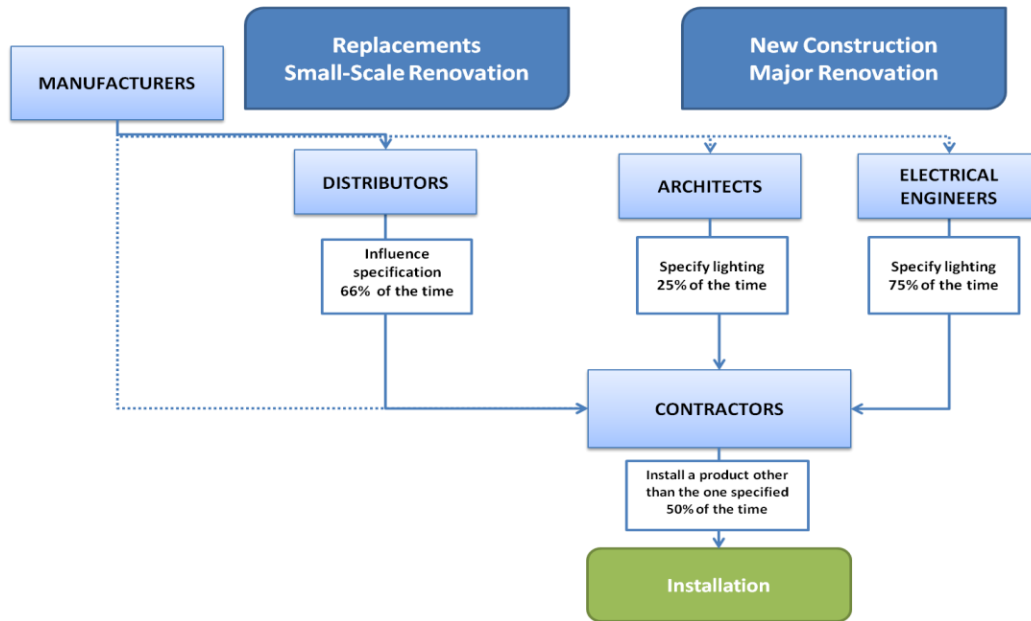 Replacements
Small-Scale Renovation
New Construction
Major Renovation
MANUFACTURERS
DISTRIBUTORS
ARCHITECTS
ELECTRICAL
ENGINEERS
Influence
specification
66% of the time
Specify lighting
25% of the time
Specify lighting
75% of the time
CONTRACTORS
Install a product other
than the one specified
50% of the time
Installation